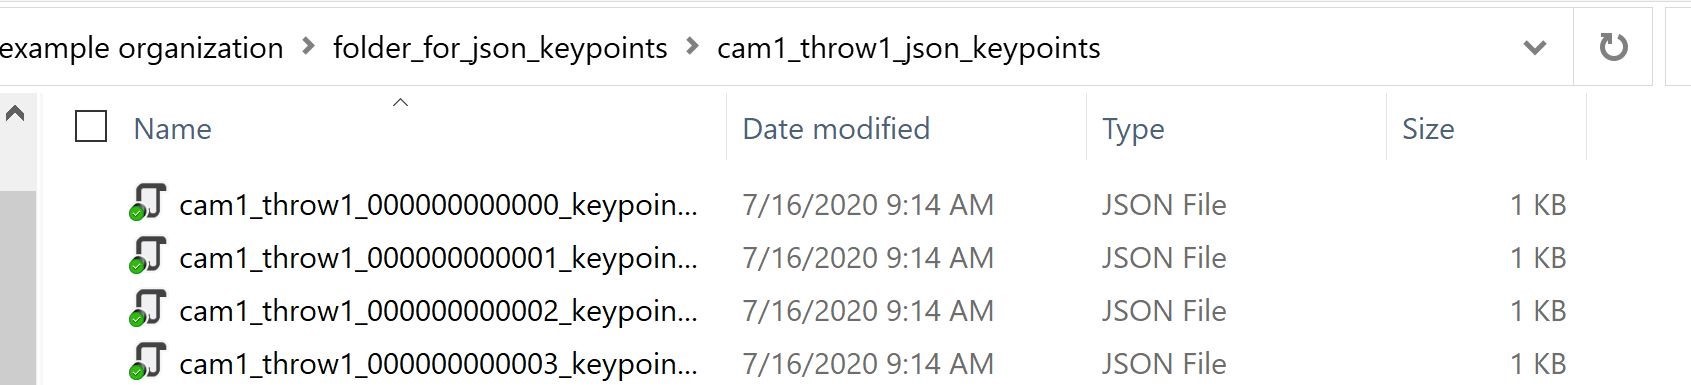 example organization > folder_for_json_keypoints > cam1_throw1_json_keypoints
Name Date modified Type Size
cam1_throw1_000000000000_keypoin... 7/16/2020 9:14 AM JSON File 1 KB
cam1_throw1_000000000001_keypoin... 7/16/2020 9:14 AM JSON File 1 KB
cam1_throw1_000000000002_keypoin... 7/16/2020 9:14 AM JSON File 1 KB
cam1_throw1_000000000003_keypoin... 7/16/2020 9:14 AM JSON File 1 KB